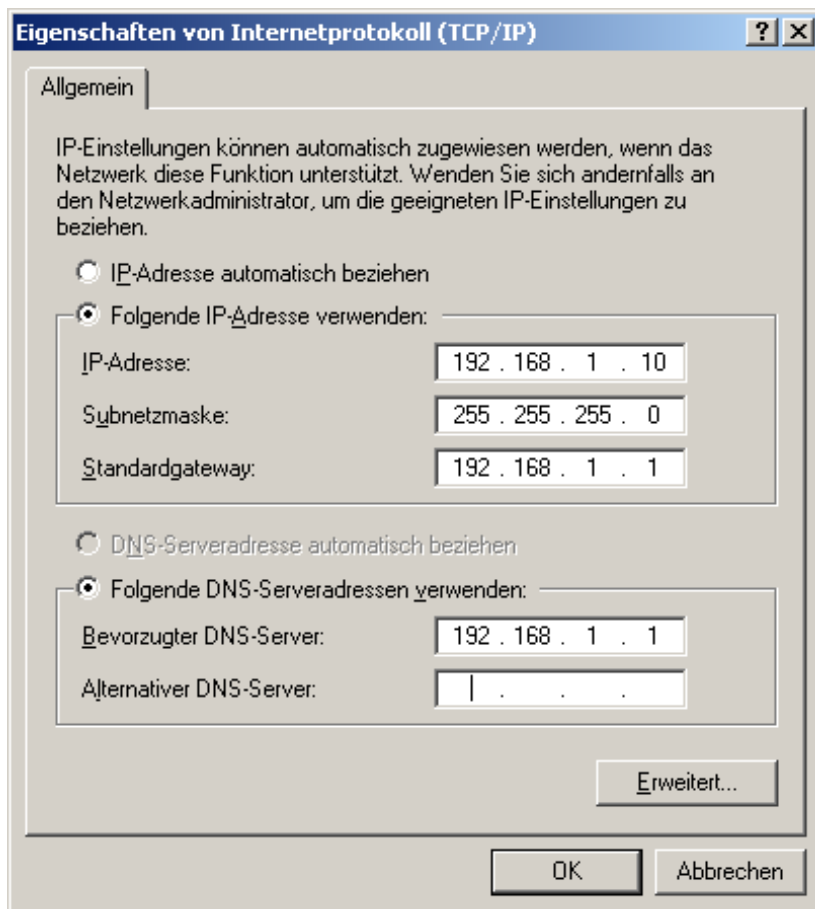 Eigenschaften von Internetprotokoll (TCP/IP)
Allgemein
IP-Einstellungen können automatisch zugewiesen werden, wenn das
Netzwerk diese Funktion unterstützt. Wenden Sie sich andernfalls an
den Netzwerkadministrator, um die geeigneten IP-Einstellungen zu
beziehen.
IP-Adresse automatisch beziehen
Folgende IP-Adresse verwenden:
IP-Adresse: 192 . 168 . 1 . 10
Subnetzmaske: 255 . 255 . 255 . 0
Standardgateway: 192 . 168 . 1 . 1
DNS-Serveradresse automatisch beziehen
Folgende DNS-Serveradressen verwenden:
Bevorzugter DNS-Server: 192 . 168 . 1 . 1
Alternativer DNS-Server: . . .
Erweitert...
OK Abbrechen